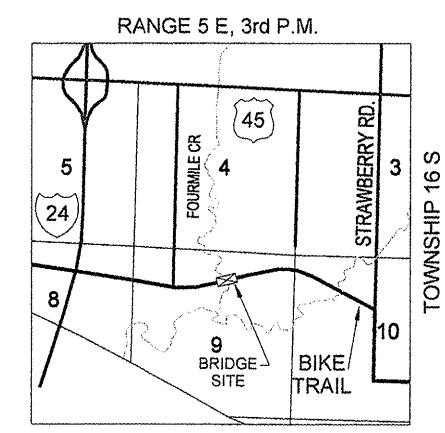 RANGE 5 E, 3rd P.M.
45
5
FOURMILE CR
4
STRAWBERRY RD.
3
TOWNSHIP 16 S
24
8
9
10
BRIDGE
SITE
BIKE
TRAIL